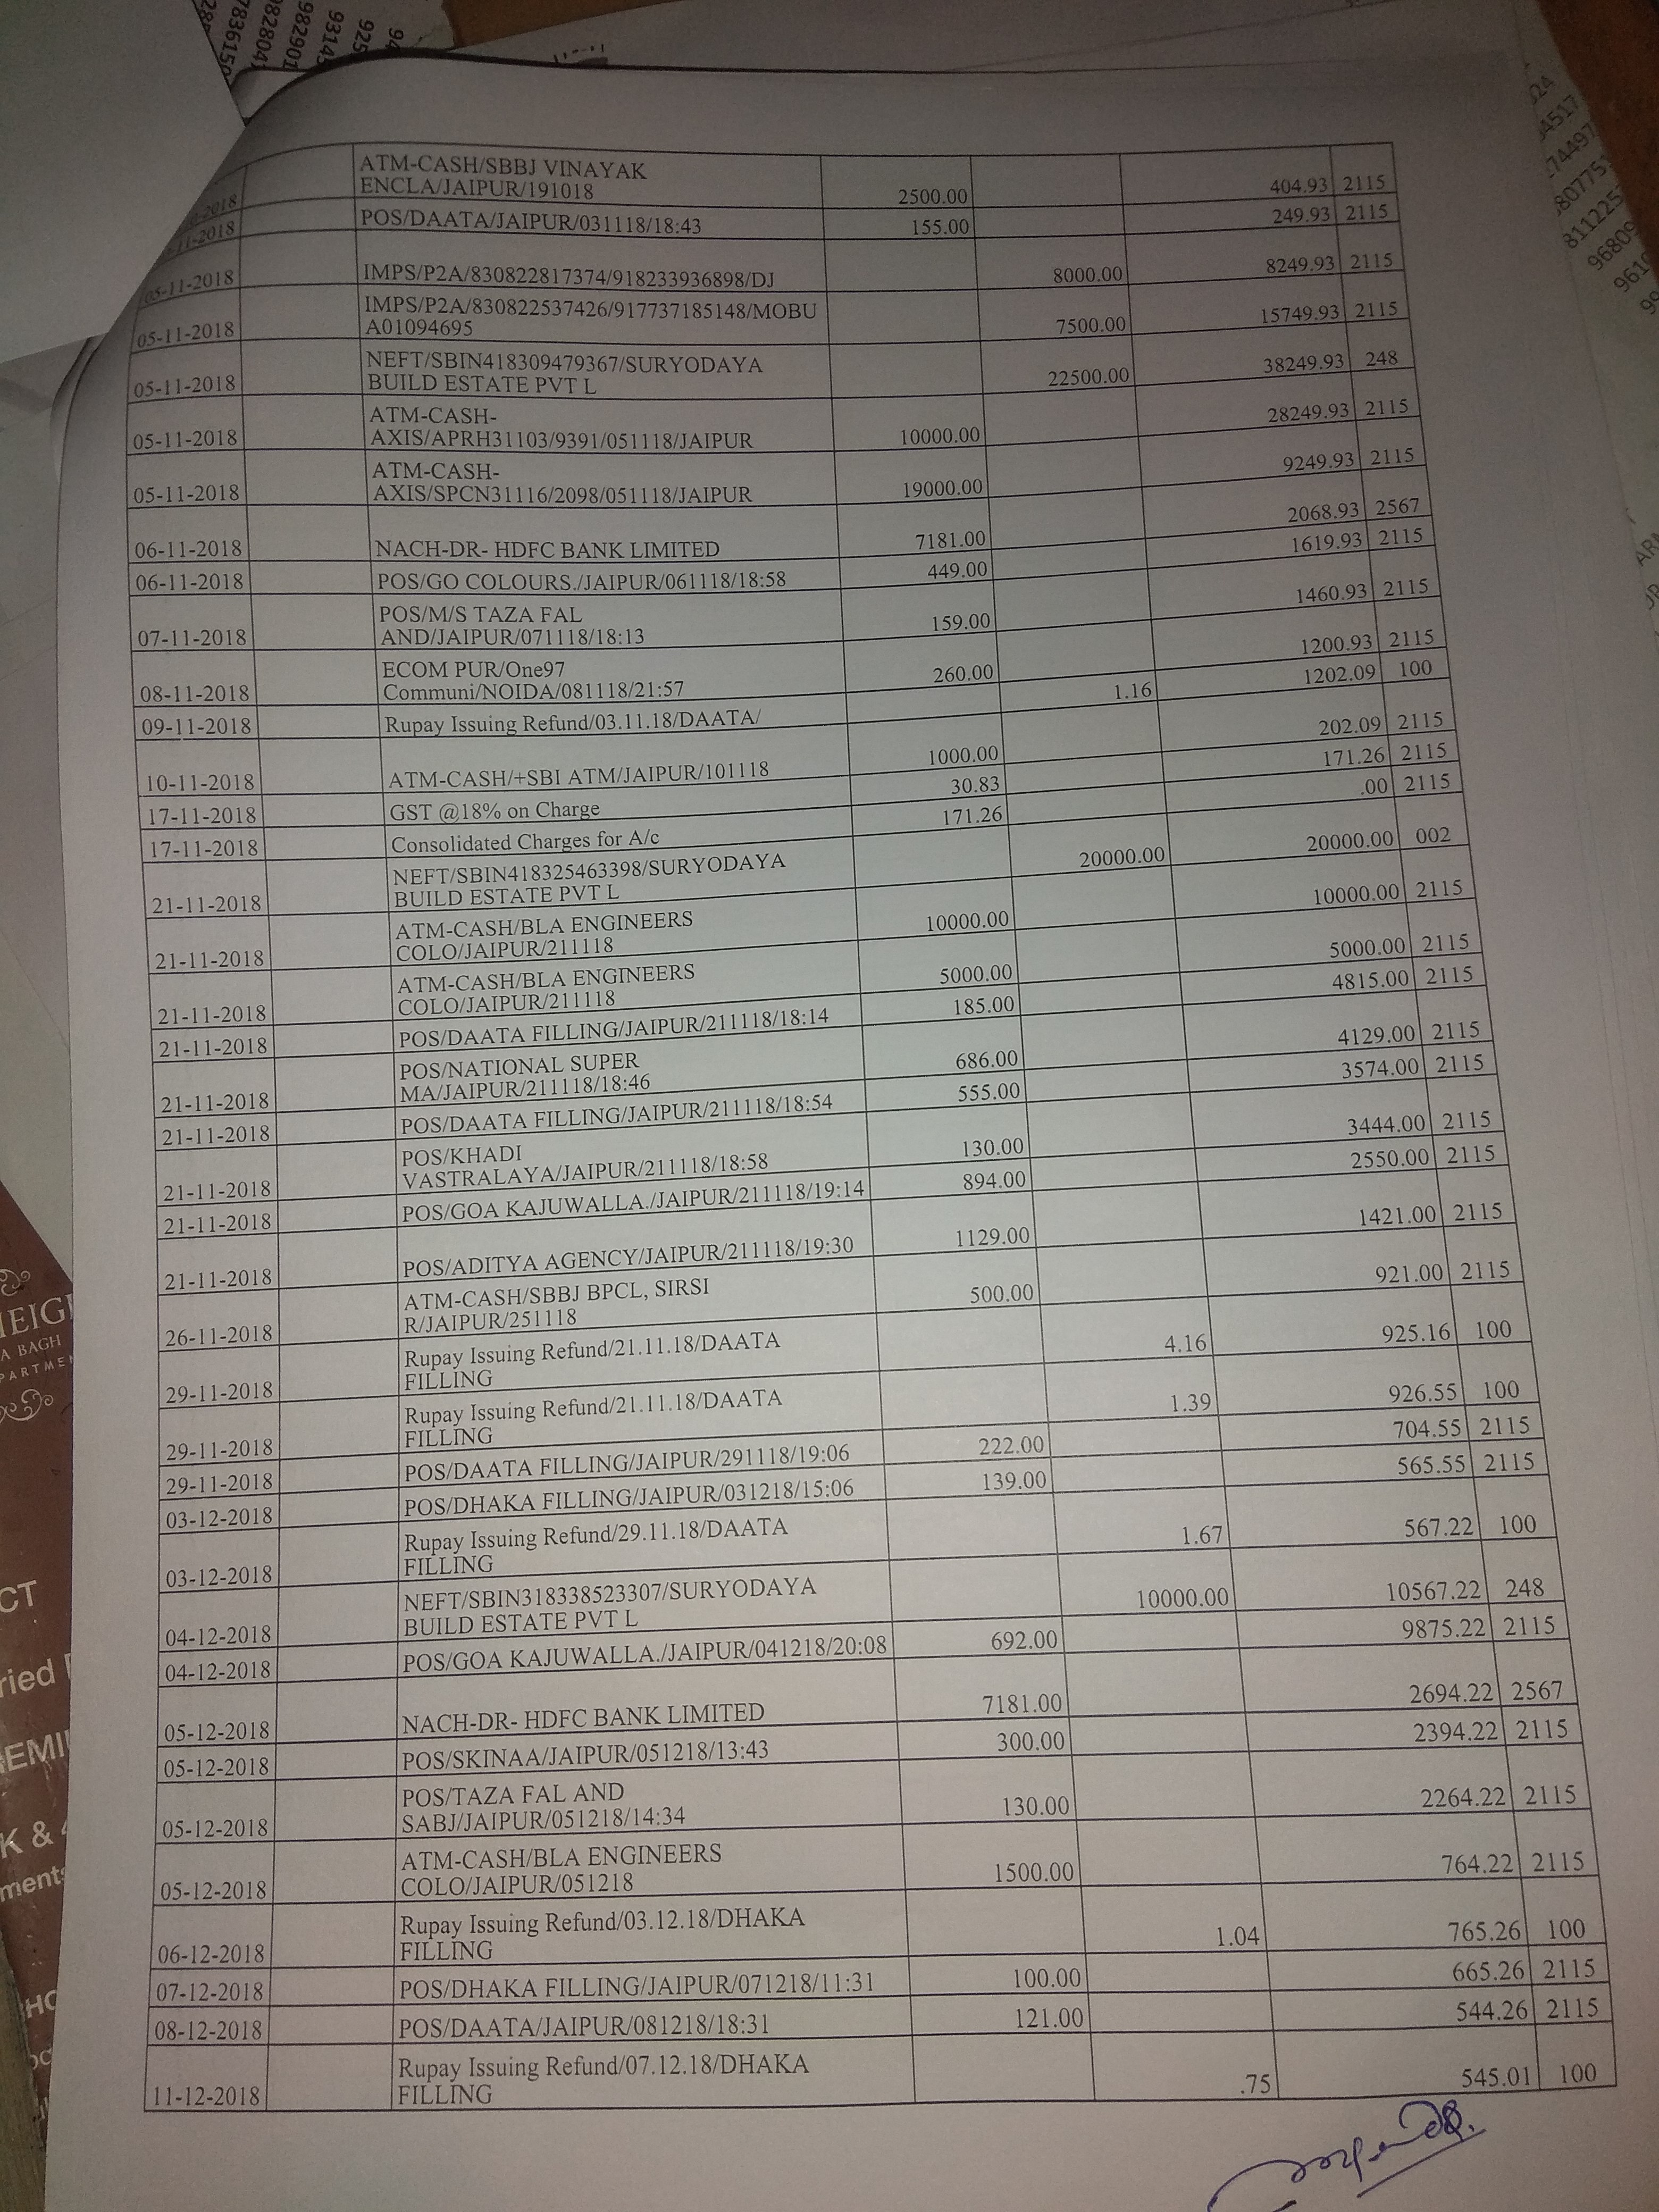 ATM-CASH/SBBJ VINAYAK
ENCLA/JAIPUR/191018 2500.00 404.93 2115
POS/DAATA/JAIPUR/031118/18:43 155.00 249.93 2115
05-11-2018 IMPS/P2A/830822817374/918233936898/DJ 8000.00 8249.93 2115
IMPS/P2A/830822537426/917737185148/MOBU
05-11-2018 A01094695 7500.00 15749.93 2115
NEFT/SBIN418309479367/SURYODAYA
05-11-2018 BUILD ESTATE PVT L 22500.00 38249.93 248
ATM-CASH-
05-11-2018 AXIS/APRH31103/9391/051118/JAIPUR 10000.00 28249.93 2115
ATM-CASH-
05-11-2018 AXIS/SPCN31116/2098/051118/JAIPUR 19000.00 9249.93 2115
06-11-2018 NACH-DR- HDFC BANK LIMITED 7181.00 2068.93 2567
06-11-2018 POS/GO COLOURS./JAIPUR/061118/18:58 449.00 1619.93 2115
POS/M/S TAZA FAL
07-11-2018 AND/JAIPUR/071118/18:13 159.00 1460.93 2115
ECOM PUR/One97
08-11-2018 Communi/NOIDA/081118/21:57 260.00 1200.93 2115
09-11-2018 Rupay Issuing Refund/03.11.18/DAATA/ 1.16 1202.09 100
10-11-2018 ATM-CASH/+SBI ATM/JAIPUR/101118 1000.00 202.09 2115
17-11-2018 GST @18% on Charge 30.83 171.26 2115
17-11-2018 Consolidated Charges for A/c 171.26 .00 2115
NEFT/SBIN418325463398/SURYODAYA
21-11-2018 BUILD ESTATE PVT L 20000.00 20000.00 002
ATM-CASH/BLA ENGINEERS
21-11-2018 COLO/JAIPUR/211118 10000.00 10000.00 2115
ATM-CASH/BLA ENGINEERS
21-11-2018 COLO/JAIPUR/211118 5000.00 5000.00 2115
21-11-2018 POS/DAATA FILLING/JAIPUR/211118/18:14 185.00 4815.00 2115
POS/NATIONAL SUPER
21-11-2018 MA/JAIPUR/211118/18:46 686.00 4129.00 2115
21-11-2018 POS/DAATA FILLING/JAIPUR/211118/18:54 555.00 3574.00 2115
POS/KHADI
21-11-2018 VASTRALAYA/JAIPUR/211118/18:58 130.00 3444.00 2115
21-11-2018 POS/GOA KAJUWALLA./JAIPUR/211118/19:14 894.00 2550.00 2115
21-11-2018 POS/ADITYA AGENCY/JAIPUR/211118/19:30 1129.00 1421.00 2115
ATM-CASH/SBBJ BPCL, SIRSI
26-11-2018 R/JAIPUR/251118 500.00 921.00 2115
Rupay Issuing Refund/21.11.18/DAATA
29-11-2018 FILLING 4.16 925.16 100
Rupay Issuing Refund/21.11.18/DAATA
29-11-2018 FILLING 1.39 926.55 100
29-11-2018 POS/DAATA FILLING/JAIPUR/291118/19:06 222.00 704.55 2115
03-12-2018 POS/DHAKA FILLING/JAIPUR/031218/15:06 139.00 565.55 2115
Rupay Issuing Refund/29.11.18/DAATA
03-12-2018 FILLING 1.67 567.22 100
NEFT/SBIN318338523307/SURYODAYA
04-12-2018 BUILD ESTATE PVT L 10000.00 10567.22 248
04-12-2018 POS/GOA KAJUWALLA./JAIPUR/041218/20:08 692.00 9875.22 2115
05-12-2018 NACH-DR- HDFC BANK LIMITED 7181.00 2694.22 2567
05-12-2018 POS/SKINAA/JAIPUR/051218/13:43 300.00 2394.22 2115
POS/TAZA FAL AND
05-12-2018 SABJ/JAIPUR/051218/14:34 130.00 2264.22 2115
ATM-CASH/BLA ENGINEERS
05-12-2018 COLO/JAIPUR/051218 1500.00 764.22 2115
Rupay Issuing Refund/03.12.18/DHAKA
06-12-2018 FILLING 1.04 765.26 100
07-12-2018 POS/DHAKA FILLING/JAIPUR/071218/11:31 100.00 665.26 2115
08-12-2018 POS/DAATA/JAIPUR/081218/18:31 121.00 544.26 2115
Rupay Issuing Refund/07.12.18/DHAKA
11-12-2018 FILLING .75 545.01 100